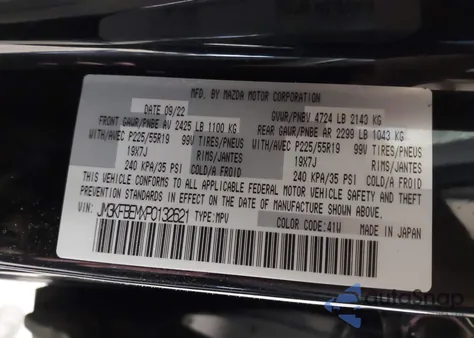 MFD. BY MAZDA MOTOR CORPORATION
DATE 09/22 GVWR/PNBV 4724 LB 2143 KG
FRONT GAWR/PNBE AV 2425 LB 1100 KG REAR GAWR/PNBE AR 2299 LB 1043 KG
WITH/AVEC P225/55R19 99V TIRES/PNEUS WITH/AVEC P225/55R19 99V TIRES/PNEUS
19X7J RIMS/JANTES 19X7J RIMS/JANTES
240 KPA/35 PSI COLD/A FROID 240 KPA/35 PSI COLD/A FROID
THIS VEHICLE CONFORMS TO ALL APPLICABLE FEDERAL MOTOR VEHICLE SAFETY AND THEFT
PREVENTION STANDARDS IN EFFECT ON THE DATE OF MANUFACTURE SHOWN ABOVE.
VIN: TYPE: MPV COLOR CODE: 41W
MADE IN JAPAN
autoSnap